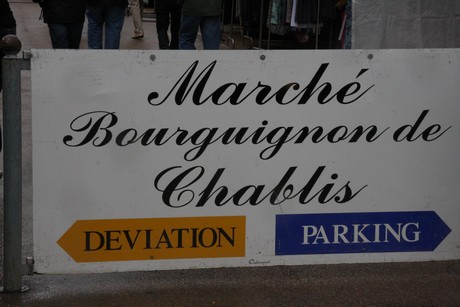 Marché
Bourguignon de
Chablis
DEVIATION
PARKING